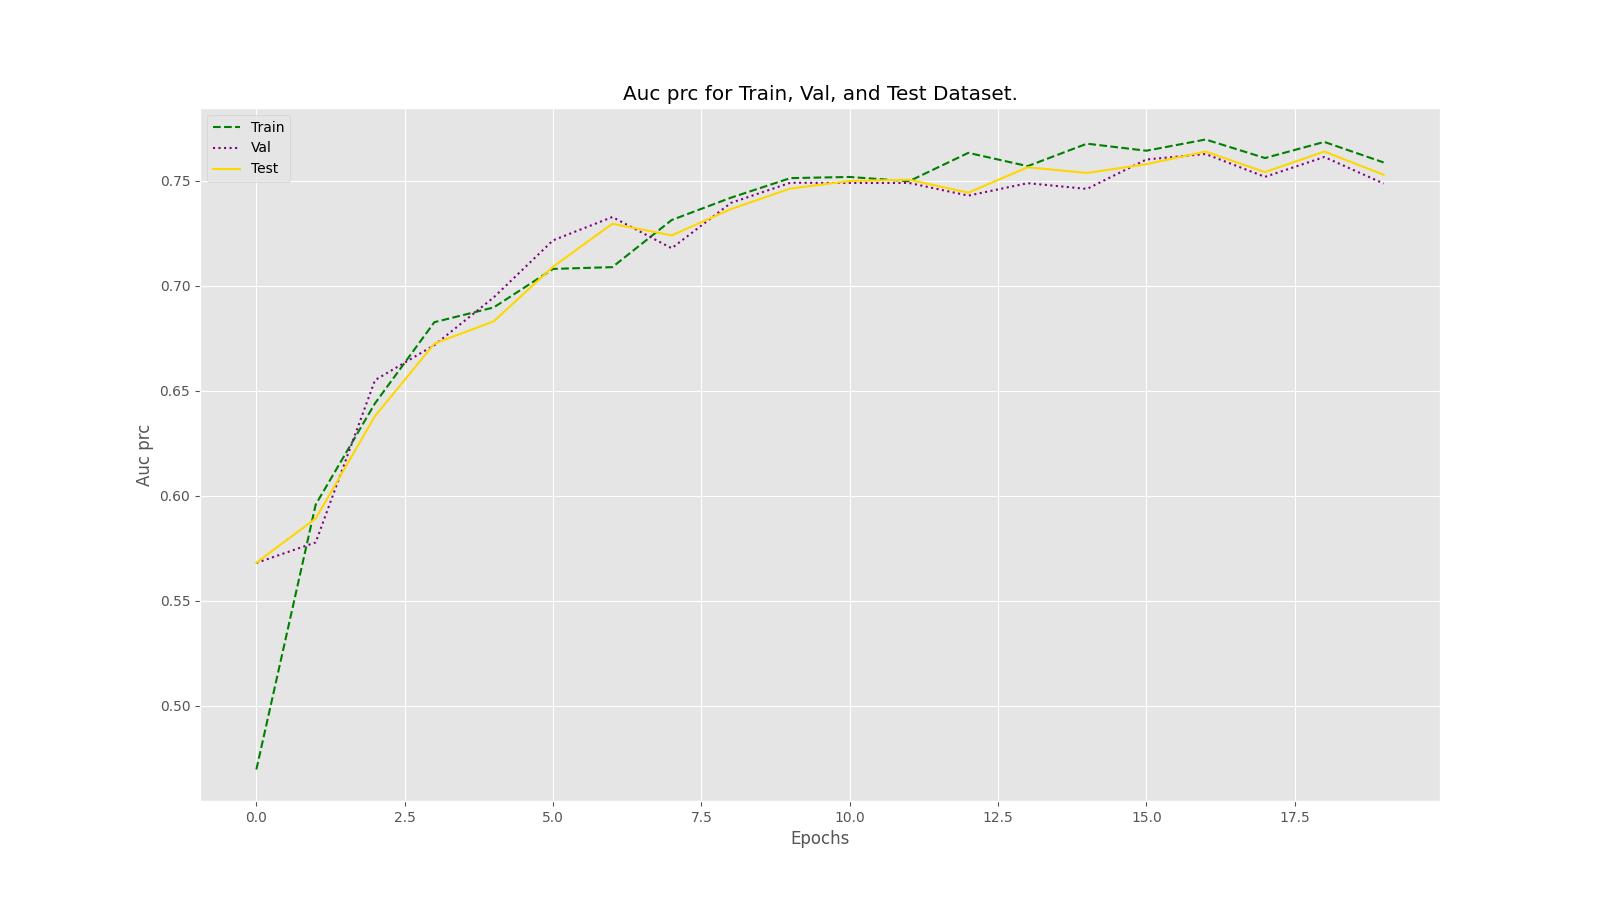 Auc prc for Train, Val, and Test Dataset.
Train
Val
Test
0.75
0.70
0.65
0.60
0.55
0.50
Auc prc
0.0 2.5 5.0 7.5 10.0 12.5 15.0 17.5
Epochs